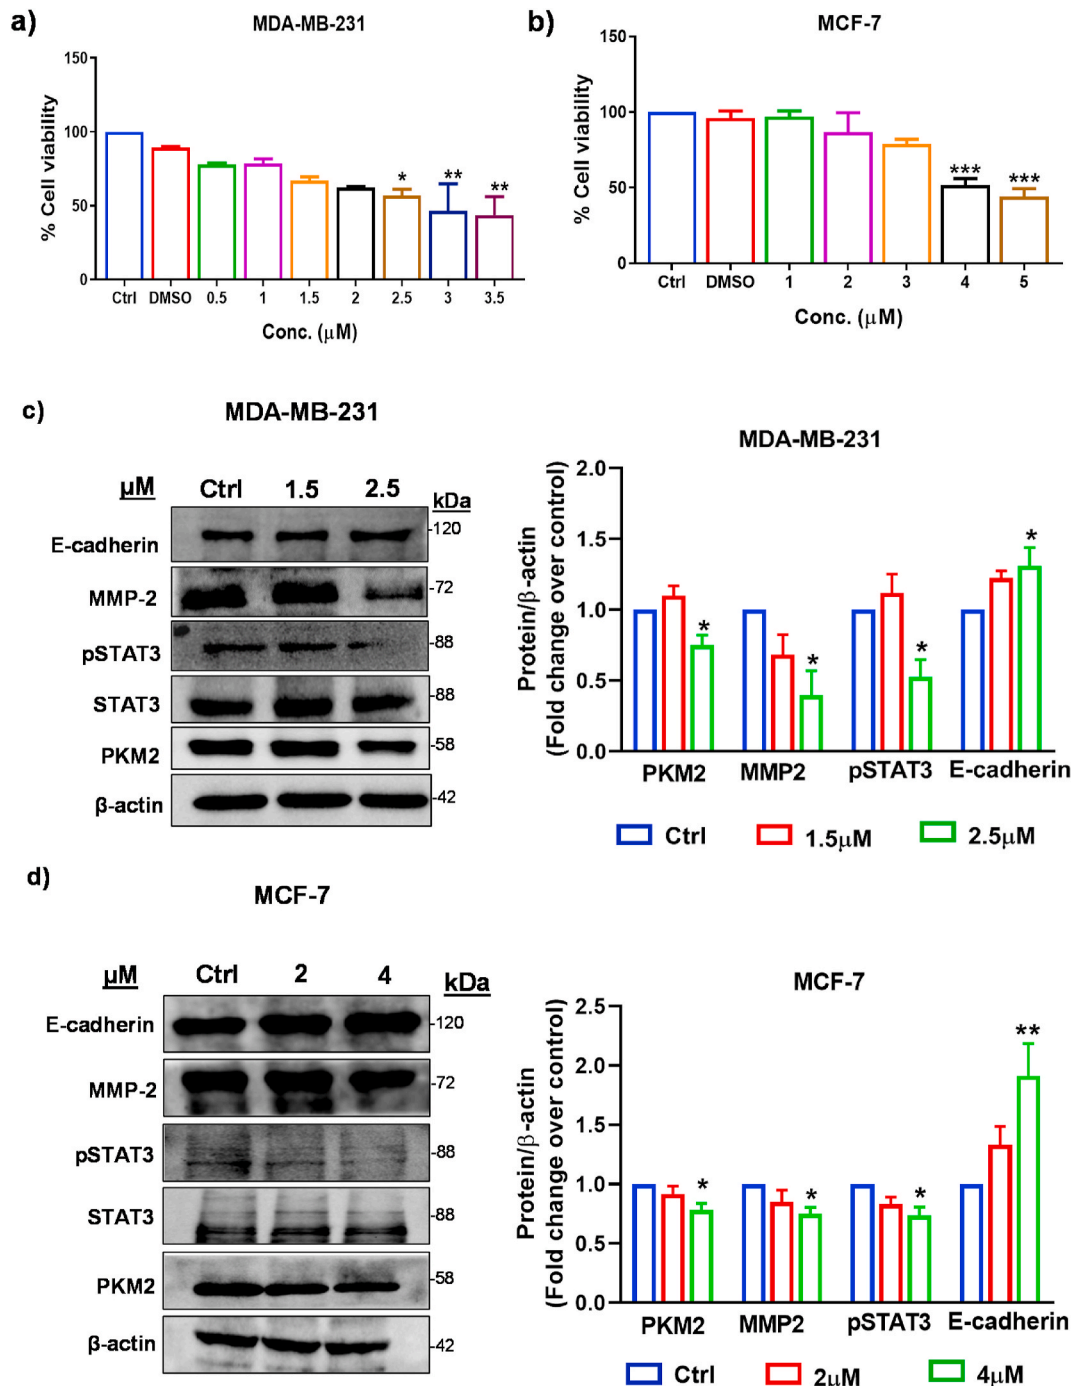 a)
MDA-MB-231
% Cell viability
150
100
50
0
* ** **
Ctrl DMSO 0.5 1 1.5 2 2.5 3 3.5
Conc. (μM)
b)
MCF-7
% Cell viability
150
100
50
0
*** ***
Ctrl DMSO 1 2 3 4 5
Conc. (μM)
c)
MDA-MB-231
µM Ctrl 1.5 2.5 kDa
E-cadherin -120
MMP-2 -72
pSTAT3 -88
STAT3 -88
PKM2 -58
β-actin -42
MDA-MB-231
Protein/β-actin
(Fold change over control)
2.0
1.5
1.0
0.5
0.0
* * * *
PKM2 MMP2 pSTAT3 E-cadherin
Ctrl 1.5μM 2.5μM
d)
MCF-7
µM Ctrl 2 4 kDa
E-cadherin -120
MMP-2 -72
pSTAT3 -88
STAT3 -88
PKM2 -58
β-actin -42
MCF-7
Protein/β-actin
(Fold change over control)
2.5
2.0
1.5
1.0
0.5
0.0
* * * **
PKM2 MMP2 pSTAT3 E-cadherin
Ctrl 2μM 4μM